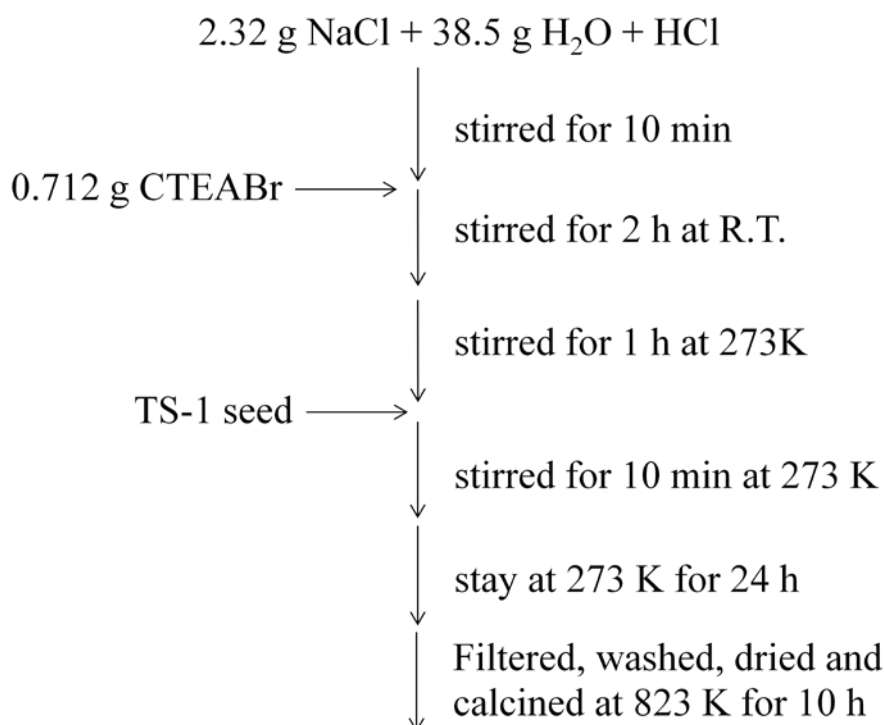 2.32 g NaCl + 38.5 g H₂O + HCl
stirred for 10 min
0.712 g CTEABr
stirred for 2 h at R.T.
stirred for 1 h at 273K
TS-1 seed
stirred for 10 min at 273 K
stay at 273 K for 24 h
Filtered, washed, dried and
calcined at 823 K for 10 h